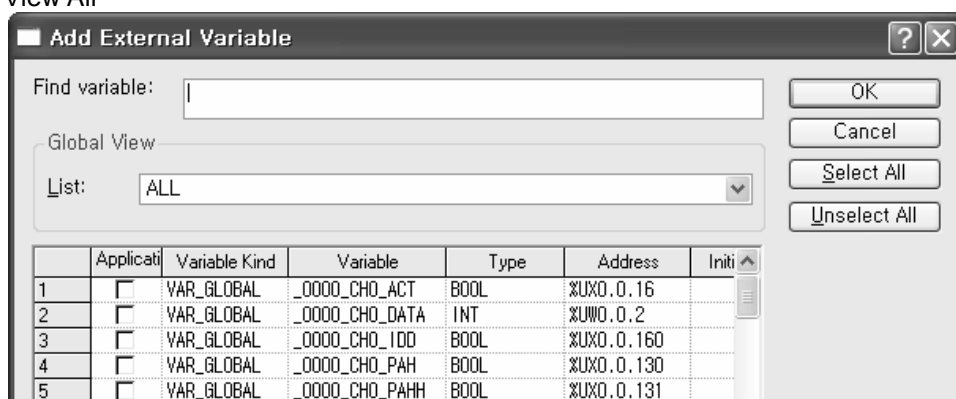 View All
Add External Variable
Find variable:
OK
Cancel
Global View
List: ALL
Select All
Unselect All
Applicati Variable Kind Variable Type Address Initi
1 VAR_GLOBAL _0000_CH0_ACT BOOL %UX0.0.16
2 VAR_GLOBAL _0000_CH0_DATA INT %UW0.0.2
3 VAR_GLOBAL _0000_CH0_IDD BOOL %UX0.0.160
4 VAR_GLOBAL _0000_CH0_PAH BOOL %UX0.0.130
5 VAR_GLOBAL _0000_CH0_PAHH BOOL %UX0.0.131